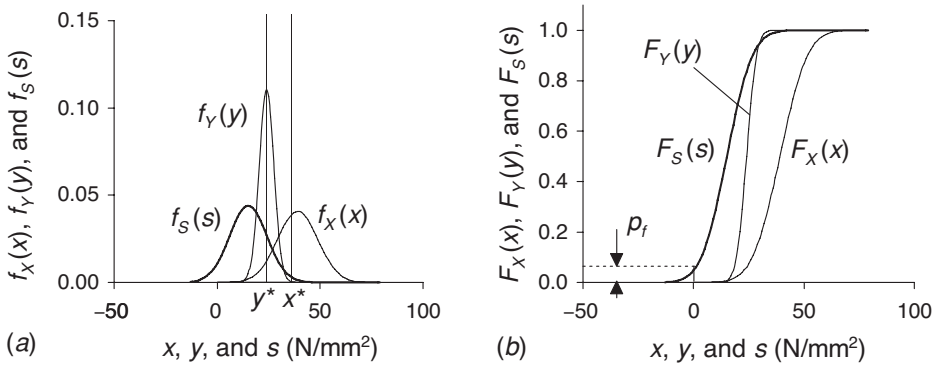 f_X(x), f_Y(y), and f_S(s)
0.15
0.10
0.05
0.00
f_Y(y)
f_S(s)
f_X(x)
y* x*
−50 0 50 100
(a)
x, y, and s (N/mm²)
F_X(x), F_Y(y), and F_S(s)
1.0
0.8
0.6
0.4
0.2
0.0
F_Y(y)
F_S(s)
F_X(x)
p_f
−50 0 50 100
(b)
x, y, and s (N/mm²)